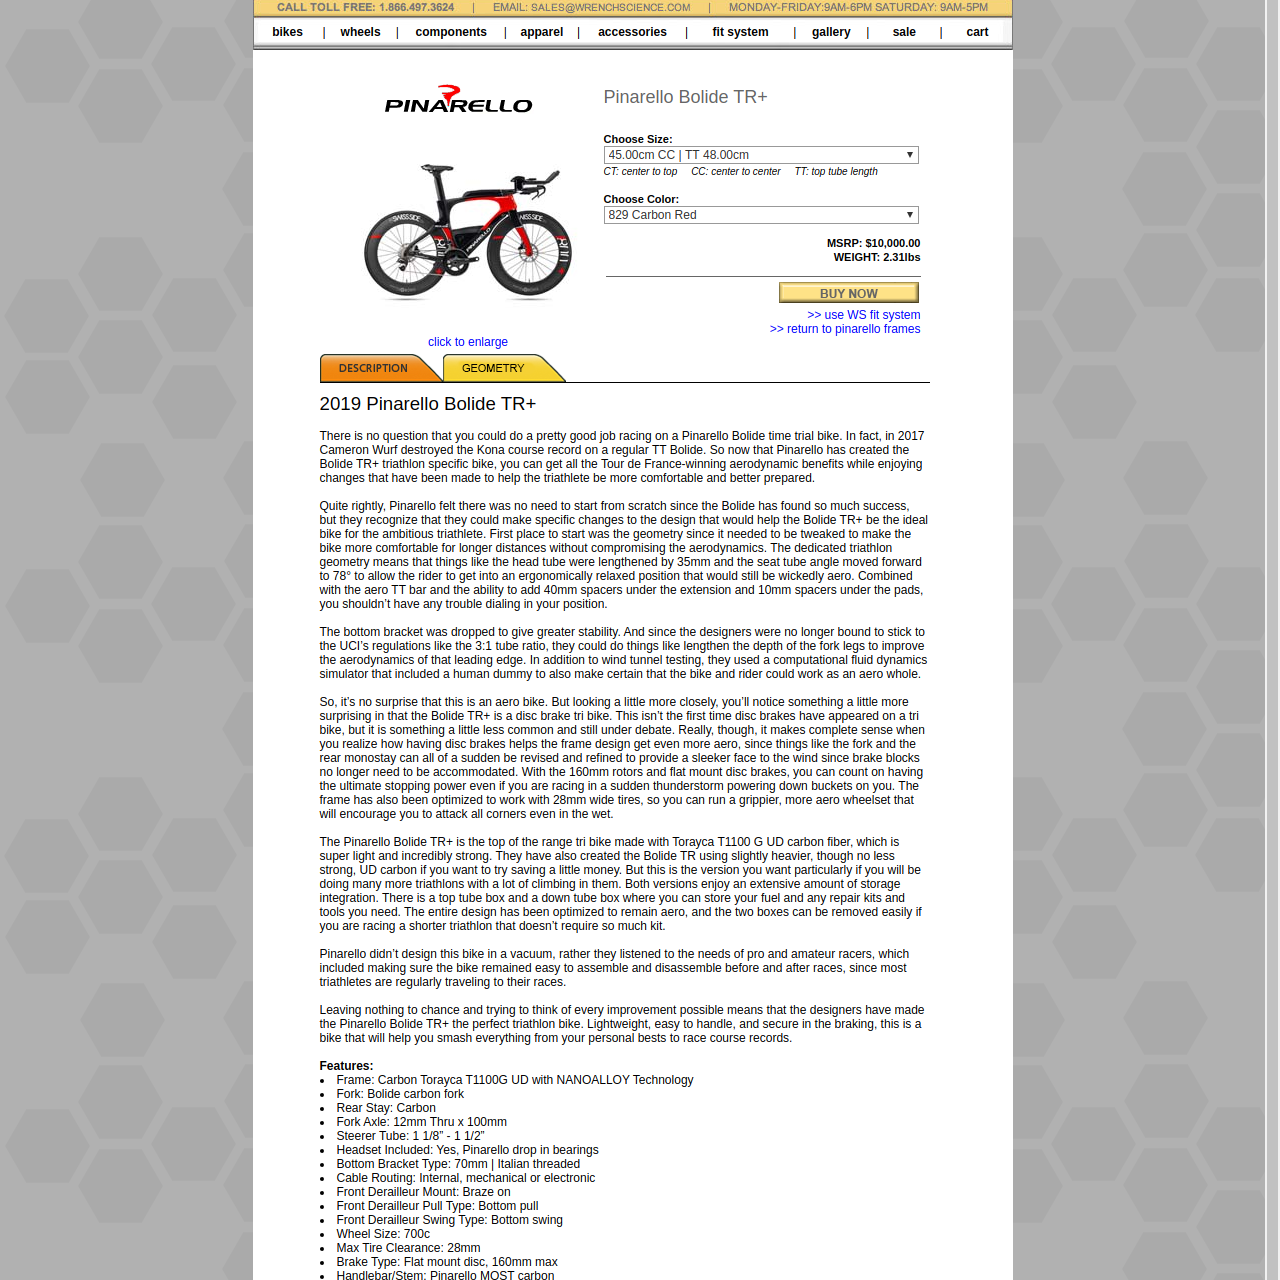 CALL TOLL FREE: 1.866.497.3624 | EMAIL: SALES@WRENCHSCIENCE.COM | MONDAY-FRIDAY:9AM-6PM SATURDAY: 9AM-5PM
bikes | wheels | components | apparel | accessories | fit system | gallery | sale | cart
PINARELLO
Pinarello Bolide TR+
Choose Size:
45.00cm CC | TT 48.00cm
CT: center to top CC: center to center TT: top tube length
Choose Color:
829 Carbon Red
MSRP: $10,000.00
WEIGHT: 2.31lbs
BUY NOW
>> use WS fit system
>> return to pinarello frames
SWISS SIDE
SWISS SIDE
PINARELLO
click to enlarge
DESCRIPTION GEOMETRY
2019 Pinarello Bolide TR+
There is no question that you could do a pretty good job racing on a Pinarello Bolide time trial bike. In fact, in 2017
Cameron Wurf destroyed the Kona course record on a regular TT Bolide. So now that Pinarello has created the
Bolide TR+ triathlon specific bike, you can get all the Tour de France-winning aerodynamic benefits while enjoying
changes that have been made to help the triathlete be more comfortable and better prepared.
Quite rightly, Pinarello felt there was no need to start from scratch since the Bolide has found so much success,
but they recognize that they could make specific changes to the design that would help the Bolide TR+ be the ideal
bike for the ambitious triathlete. First place to start was the geometry since it needed to be tweaked to make the
bike more comfortable for longer distances without compromising the aerodynamics. The dedicated triathlon
geometry means that things like the head tube were lengthened by 35mm and the seat tube angle moved forward
to 78° to allow the rider to get into an ergonomically relaxed position that would still be wickedly aero. Combined
with the aero TT bar and the ability to add 40mm spacers under the extension and 10mm spacers under the pads,
you shouldn’t have any trouble dialing in your position.
The bottom bracket was dropped to give greater stability. And since the designers were no longer bound to stick to
the UCI’s regulations like the 3:1 tube ratio, they could do things like lengthen the depth of the fork legs to improve
the aerodynamics of that leading edge. In addition to wind tunnel testing, they used a computational fluid dynamics
simulator that included a human dummy to also make certain that the bike and rider could work as an aero whole.
So, it’s no surprise that this is an aero bike. But looking a little more closely, you’ll notice something a little more
surprising in that the Bolide TR+ is a disc brake tri bike. This isn’t the first time disc brakes have appeared on a tri
bike, but it is something a little less common and still under debate. Really, though, it makes complete sense when
you realize how having disc brakes helps the frame design get even more aero, since things like the fork and the
rear monostay can all of a sudden be revised and refined to provide a sleeker face to the wind since brake blocks
no longer need to be accommodated. With the 160mm rotors and flat mount disc brakes, you can count on having
the ultimate stopping power even if you are racing in a sudden thunderstorm powering down buckets on you. The
frame has also been optimized to work with 28mm wide tires, so you can run a grippier, more aero wheelset that
will encourage you to attack all corners even in the wet.
The Pinarello Bolide TR+ is the top of the range tri bike made with Torayca T1100 G UD carbon fiber, which is
super light and incredibly strong. They have also created the Bolide TR using slightly heavier, though no less
strong, UD carbon if you want to try saving a little money. But this is the version you want particularly if you will be
doing many more triathlons with a lot of climbing in them. Both versions enjoy an extensive amount of storage
integration. There is a top tube box and a down tube box where you can store your fuel and any repair kits and
tools you need. The entire design has been optimized to remain aero, and the two boxes can be removed easily if
you are racing a shorter triathlon that doesn’t require so much kit.
Pinarello didn’t design this bike in a vacuum, rather they listened to the needs of pro and amateur racers, which
included making sure the bike remained easy to assemble and disassemble before and after races, since most
triathletes are regularly traveling to their races.
Leaving nothing to chance and trying to think of every improvement possible means that the designers have made
the Pinarello Bolide TR+ the perfect triathlon bike. Lightweight, easy to handle, and secure in the braking, this is a
bike that will help you smash everything from your personal bests to race course records.
Features:
• Frame: Carbon Torayca T1100G UD with NANOALLOY Technology
• Fork: Bolide carbon fork
• Rear Stay: Carbon
• Fork Axle: 12mm Thru x 100mm
• Steerer Tube: 1 1/8” - 1 1/2”
• Headset Included: Yes, Pinarello drop in bearings
• Bottom Bracket Type: 70mm | Italian threaded
• Cable Routing: Internal, mechanical or electronic
• Front Derailleur Mount: Braze on
• Front Derailleur Pull Type: Bottom pull
• Front Derailleur Swing Type: Bottom swing
• Wheel Size: 700c
• Max Tire Clearance: 28mm
• Brake Type: Flat mount disc, 160mm max
• Handlebar/Stem: Pinarello MOST carbon